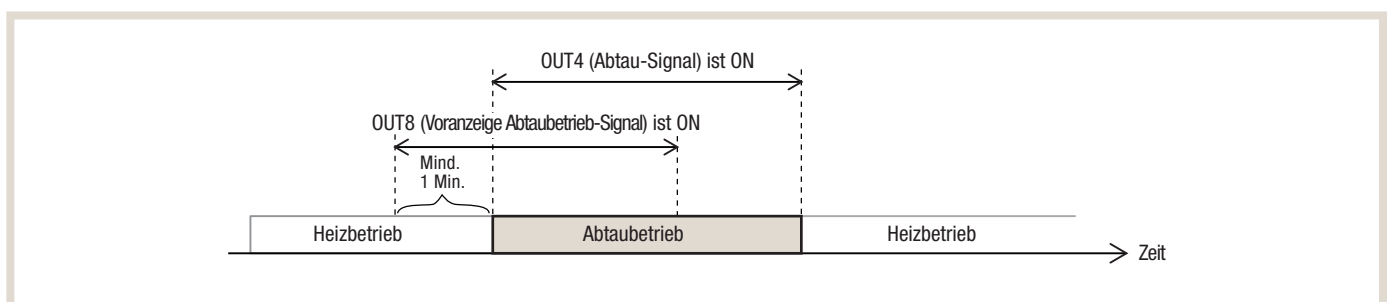 OUT4 (Abtau-Signal) ist ON
OUT8 (Voranzeige Abtaubetrieb-Signal) ist ON
Mind.
1 Min.
Heizbetrieb
Abtaubetrieb
Heizbetrieb
Zeit